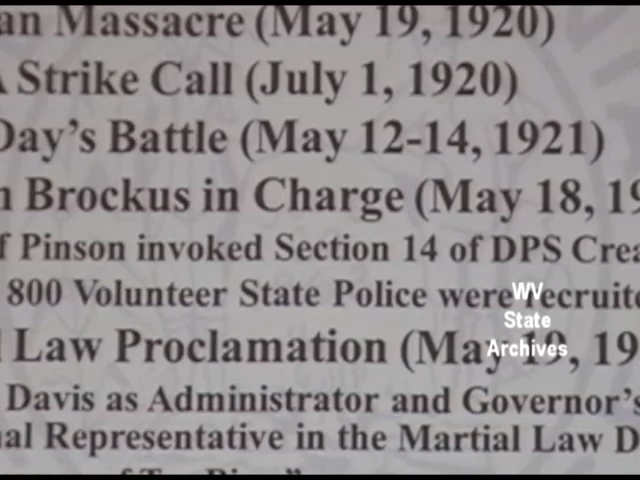 an Massacre (May 19, 1920)
A Strike Call (July 1, 1920)
Day's Battle (May 12-14, 1921)
n Brockus in Charge (May 18, 19
f Pinson invoked Section 14 of DPS Crea
800 Volunteer State Police were recruite
l Law Proclamation (May 19, 19
Davis as Administrator and Governor's
nal Representative in the Martial Law D
WV
State
Archives